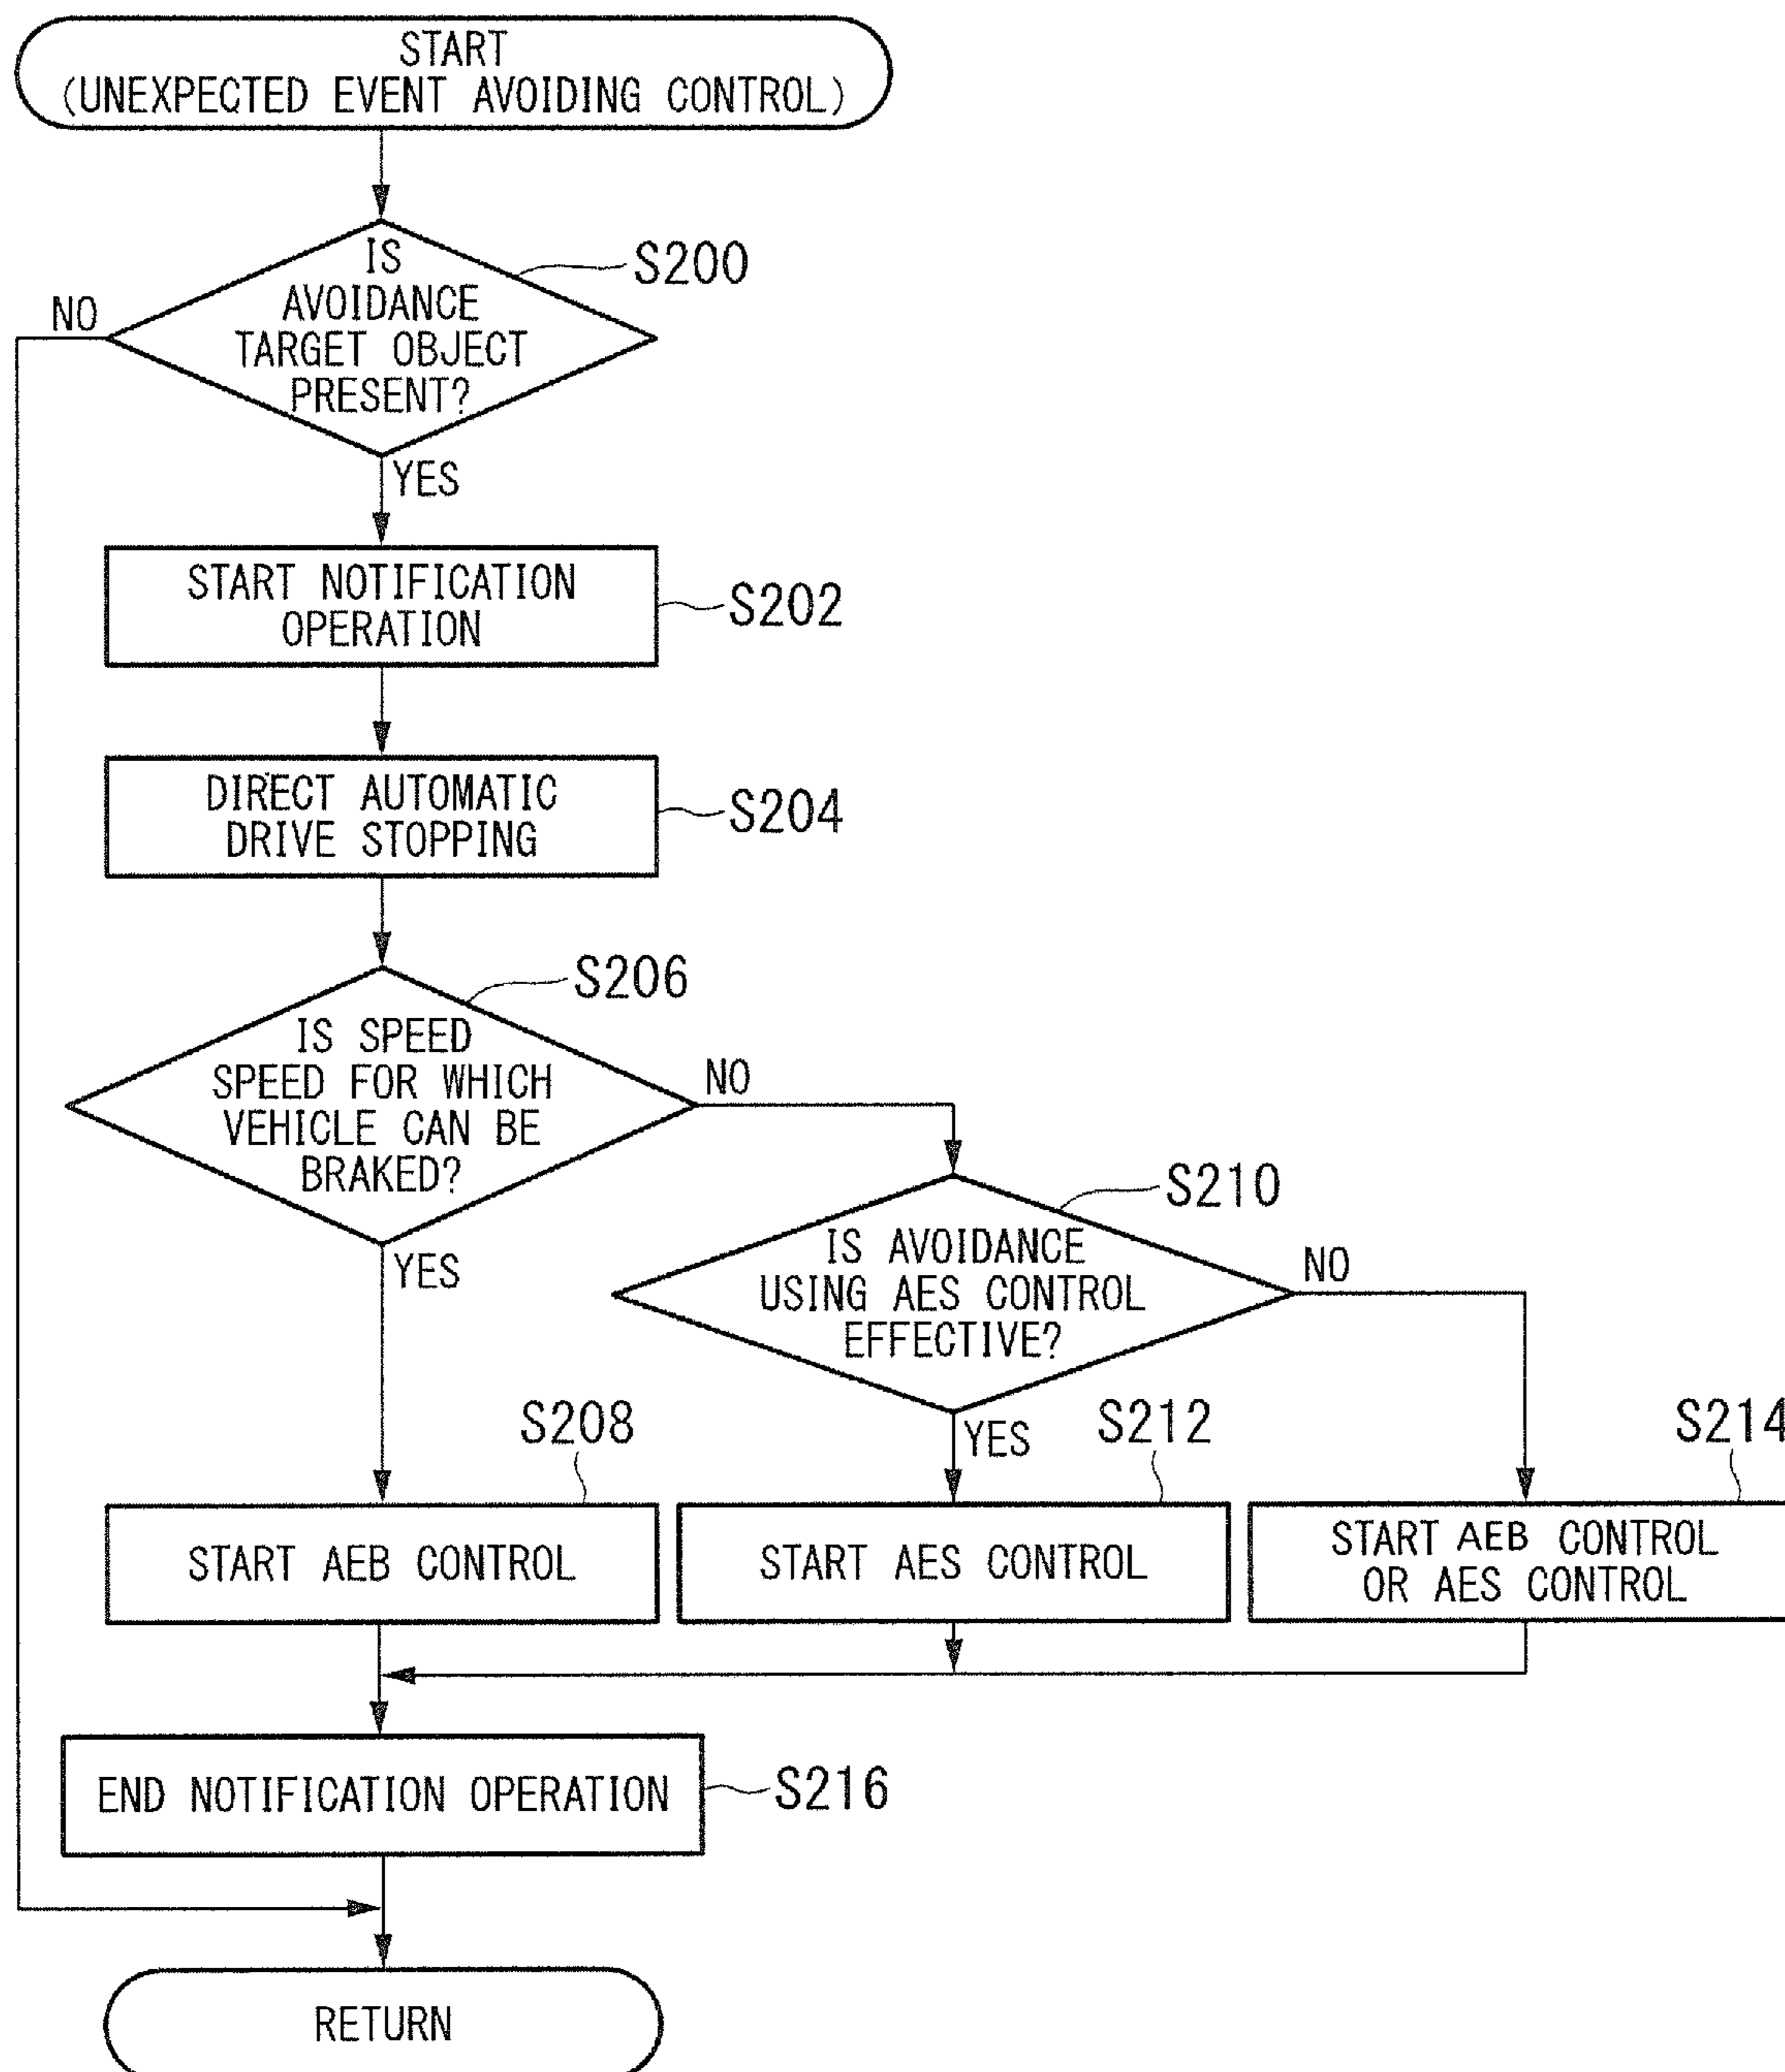 START
(UNEXPECTED EVENT AVOIDING CONTROL)
IS
AVOIDANCE
TARGET OBJECT
PRESENT?
S200
NO
YES
START NOTIFICATION
OPERATION
S202
DIRECT AUTOMATIC
DRIVE STOPPING
S204
IS SPEED
SPEED FOR WHICH
VEHICLE CAN BE
BRAKED?
S206
NO
YES
IS AVOIDANCE
USING AES CONTROL
EFFECTIVE?
S210
NO
YES
S208
START AEB CONTROL
S212
START AES CONTROL
S214
START AEB CONTROL
OR AES CONTROL
END NOTIFICATION OPERATION
S216
RETURN